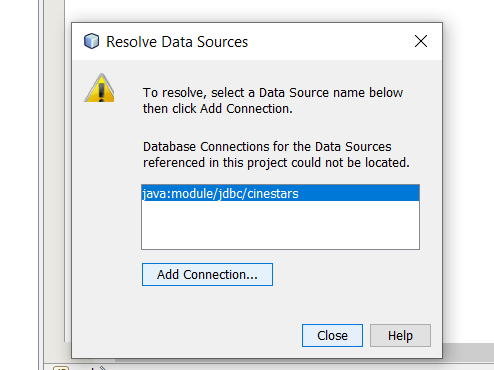 Resolve Data Sources
To resolve, select a Data Source name below
then click Add Connection.
Database Connections for the Data Sources
referenced in this project could not be located.
java:module/jdbc/cinestars
Add Connection...
Close
Help